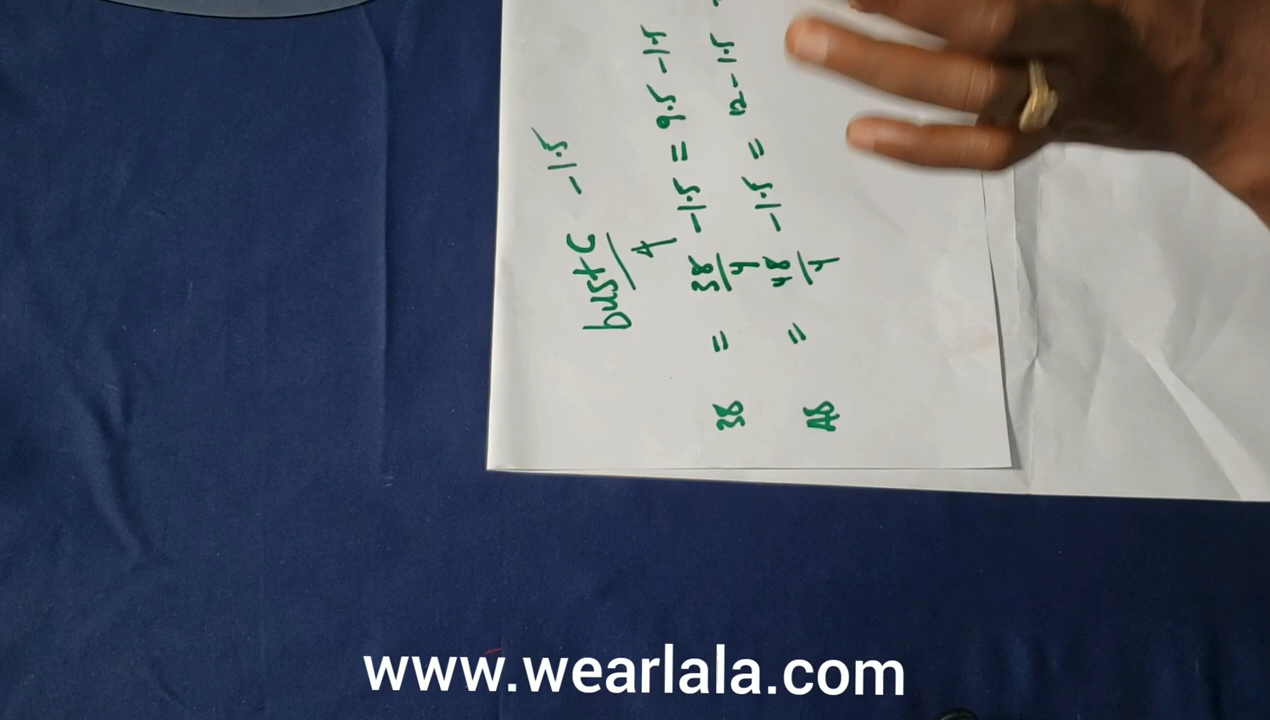 bust+c/4 -1.5
38 = 38/4 -1.5 = 9.5 -1.5
48 = 48/4 -1.5 = 12 -1.5
www.wearlala.com